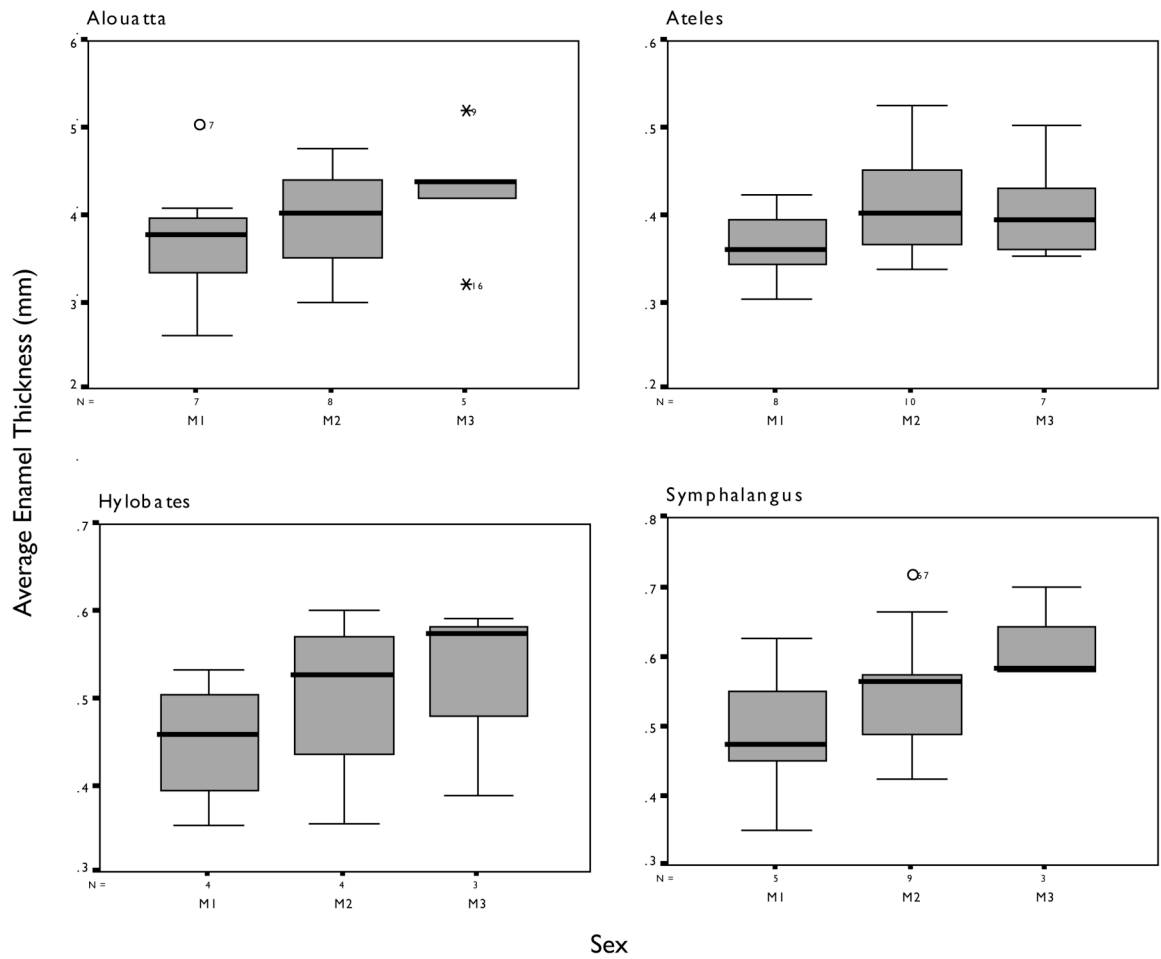 Alouatta
6
5
4
3
2
7
9
16
N =
7
8
5
M1
M2
M3
Ateles
.6
.5
.4
.3
.2
N =
8
10
7
M1
M2
M3
Average Enamel Thickness (mm)
Hylobates
.7
.6
.5
.4
.3
N =
4
4
3
M1
M2
M3
Symphalangus
.8
.7
.6
.5
.4
.3
67
N =
5
9
3
M1
M2
M3
Sex